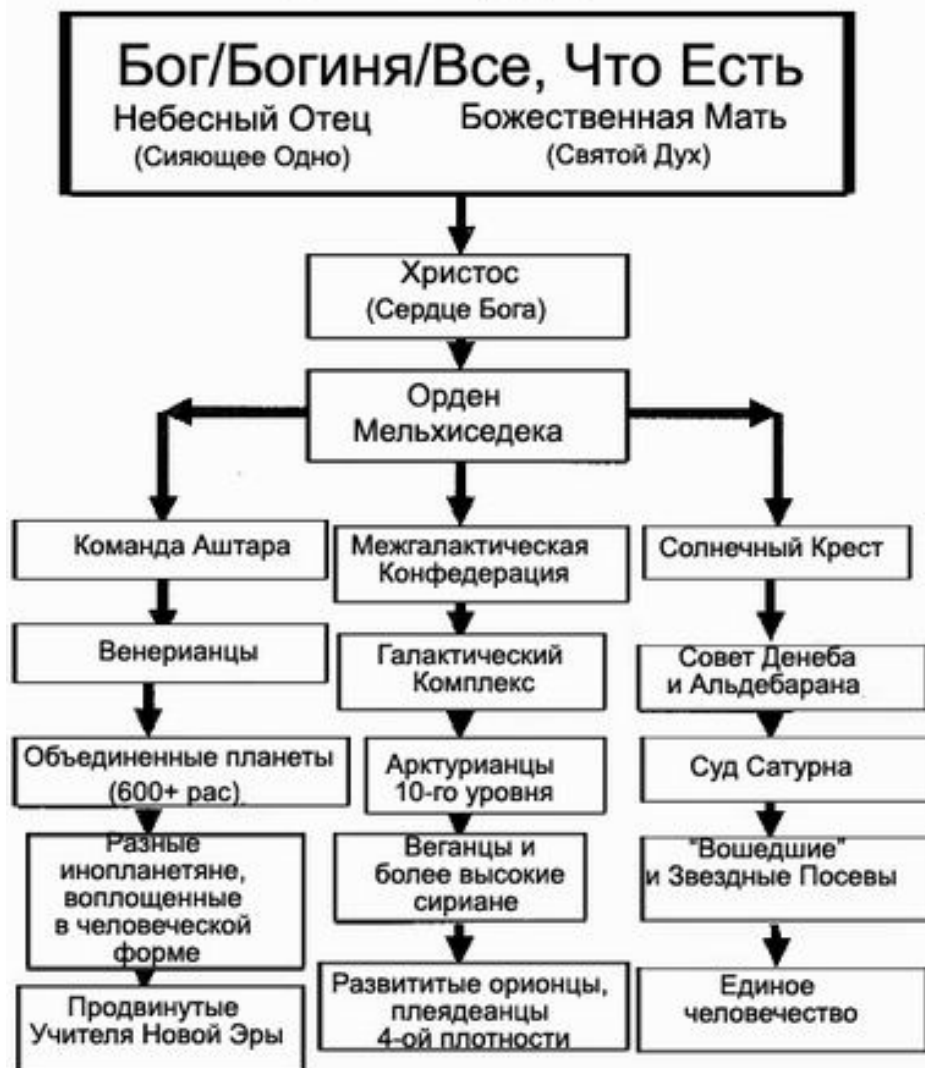 Бог/Богиня/Все, Что Есть
Небесный Отец
(Сияющее Одно)
Божественная Мать
(Святой Дух)
Христос
(Сердце Бога)
Орден
Мельхиседека
Команда Аштара
Венерианцы
Объединенные планеты
(600+ рас)
Разные
инопланетяне,
воплощенные
в человеческой
форме
Продвинутые
Учителя Новой Эры
Межгалактическая
Конфедерация
Галактический
Комплекс
Арктурианцы
10-го уровня
Веганцы и
более высокие
сириане
Развититые орионцы,
плеядеанцы
4-ой плотности
Солнечный Крест
Совет Денеба
и Альдебарана
Суд Сатурна
"Вошедшие"
и Звездные Посевы
Единое
человечество